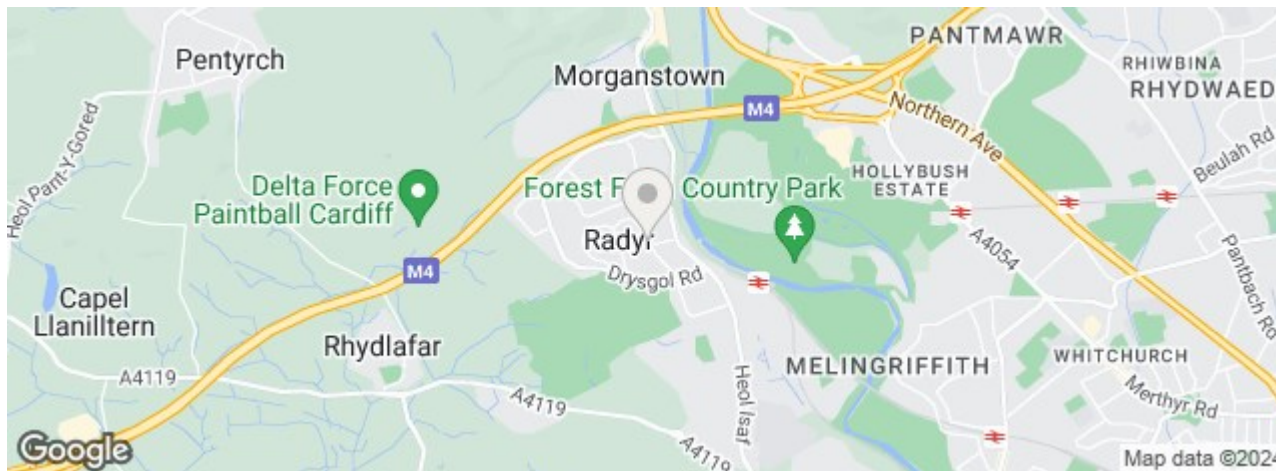 PANTMAWR
Pentyrch
RHIWBINA
RHYDWAED
Morganstown
M4
Heol Pant-Y-Gored
Northern Ave
Beulah Rd
HOLLYBUSH
ESTATE
Delta Force
Paintball Cardiff
Forest F
Country Park
Radyr
A4054
Pantbach Rd
Drysgol Rd
M4
Capel
Llanilltern
Rhydlafar
MELINGRIFFITH
WHITCHURCH
A4119
Heol Isaf
Merthyr Rd
A4119
A4119
Google
Map data ©2024